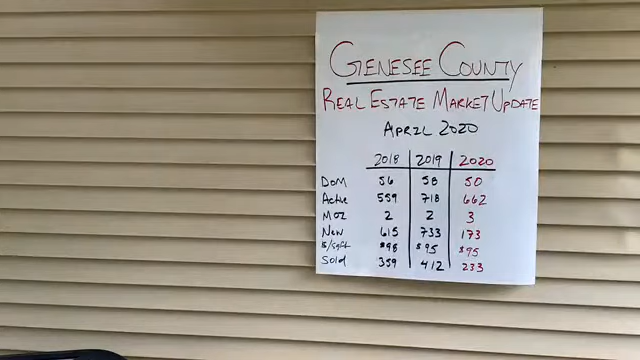 GENESEE COUNTY
REAL ESTATE MARKET UPDATE
APRIL 2020
2018 2019 2020
DOM 56 58 50
Active 559 718 662
MOI 2 2 3
New 615 733 173
$/sqft $98 $95 $95
Sold 359 412 233